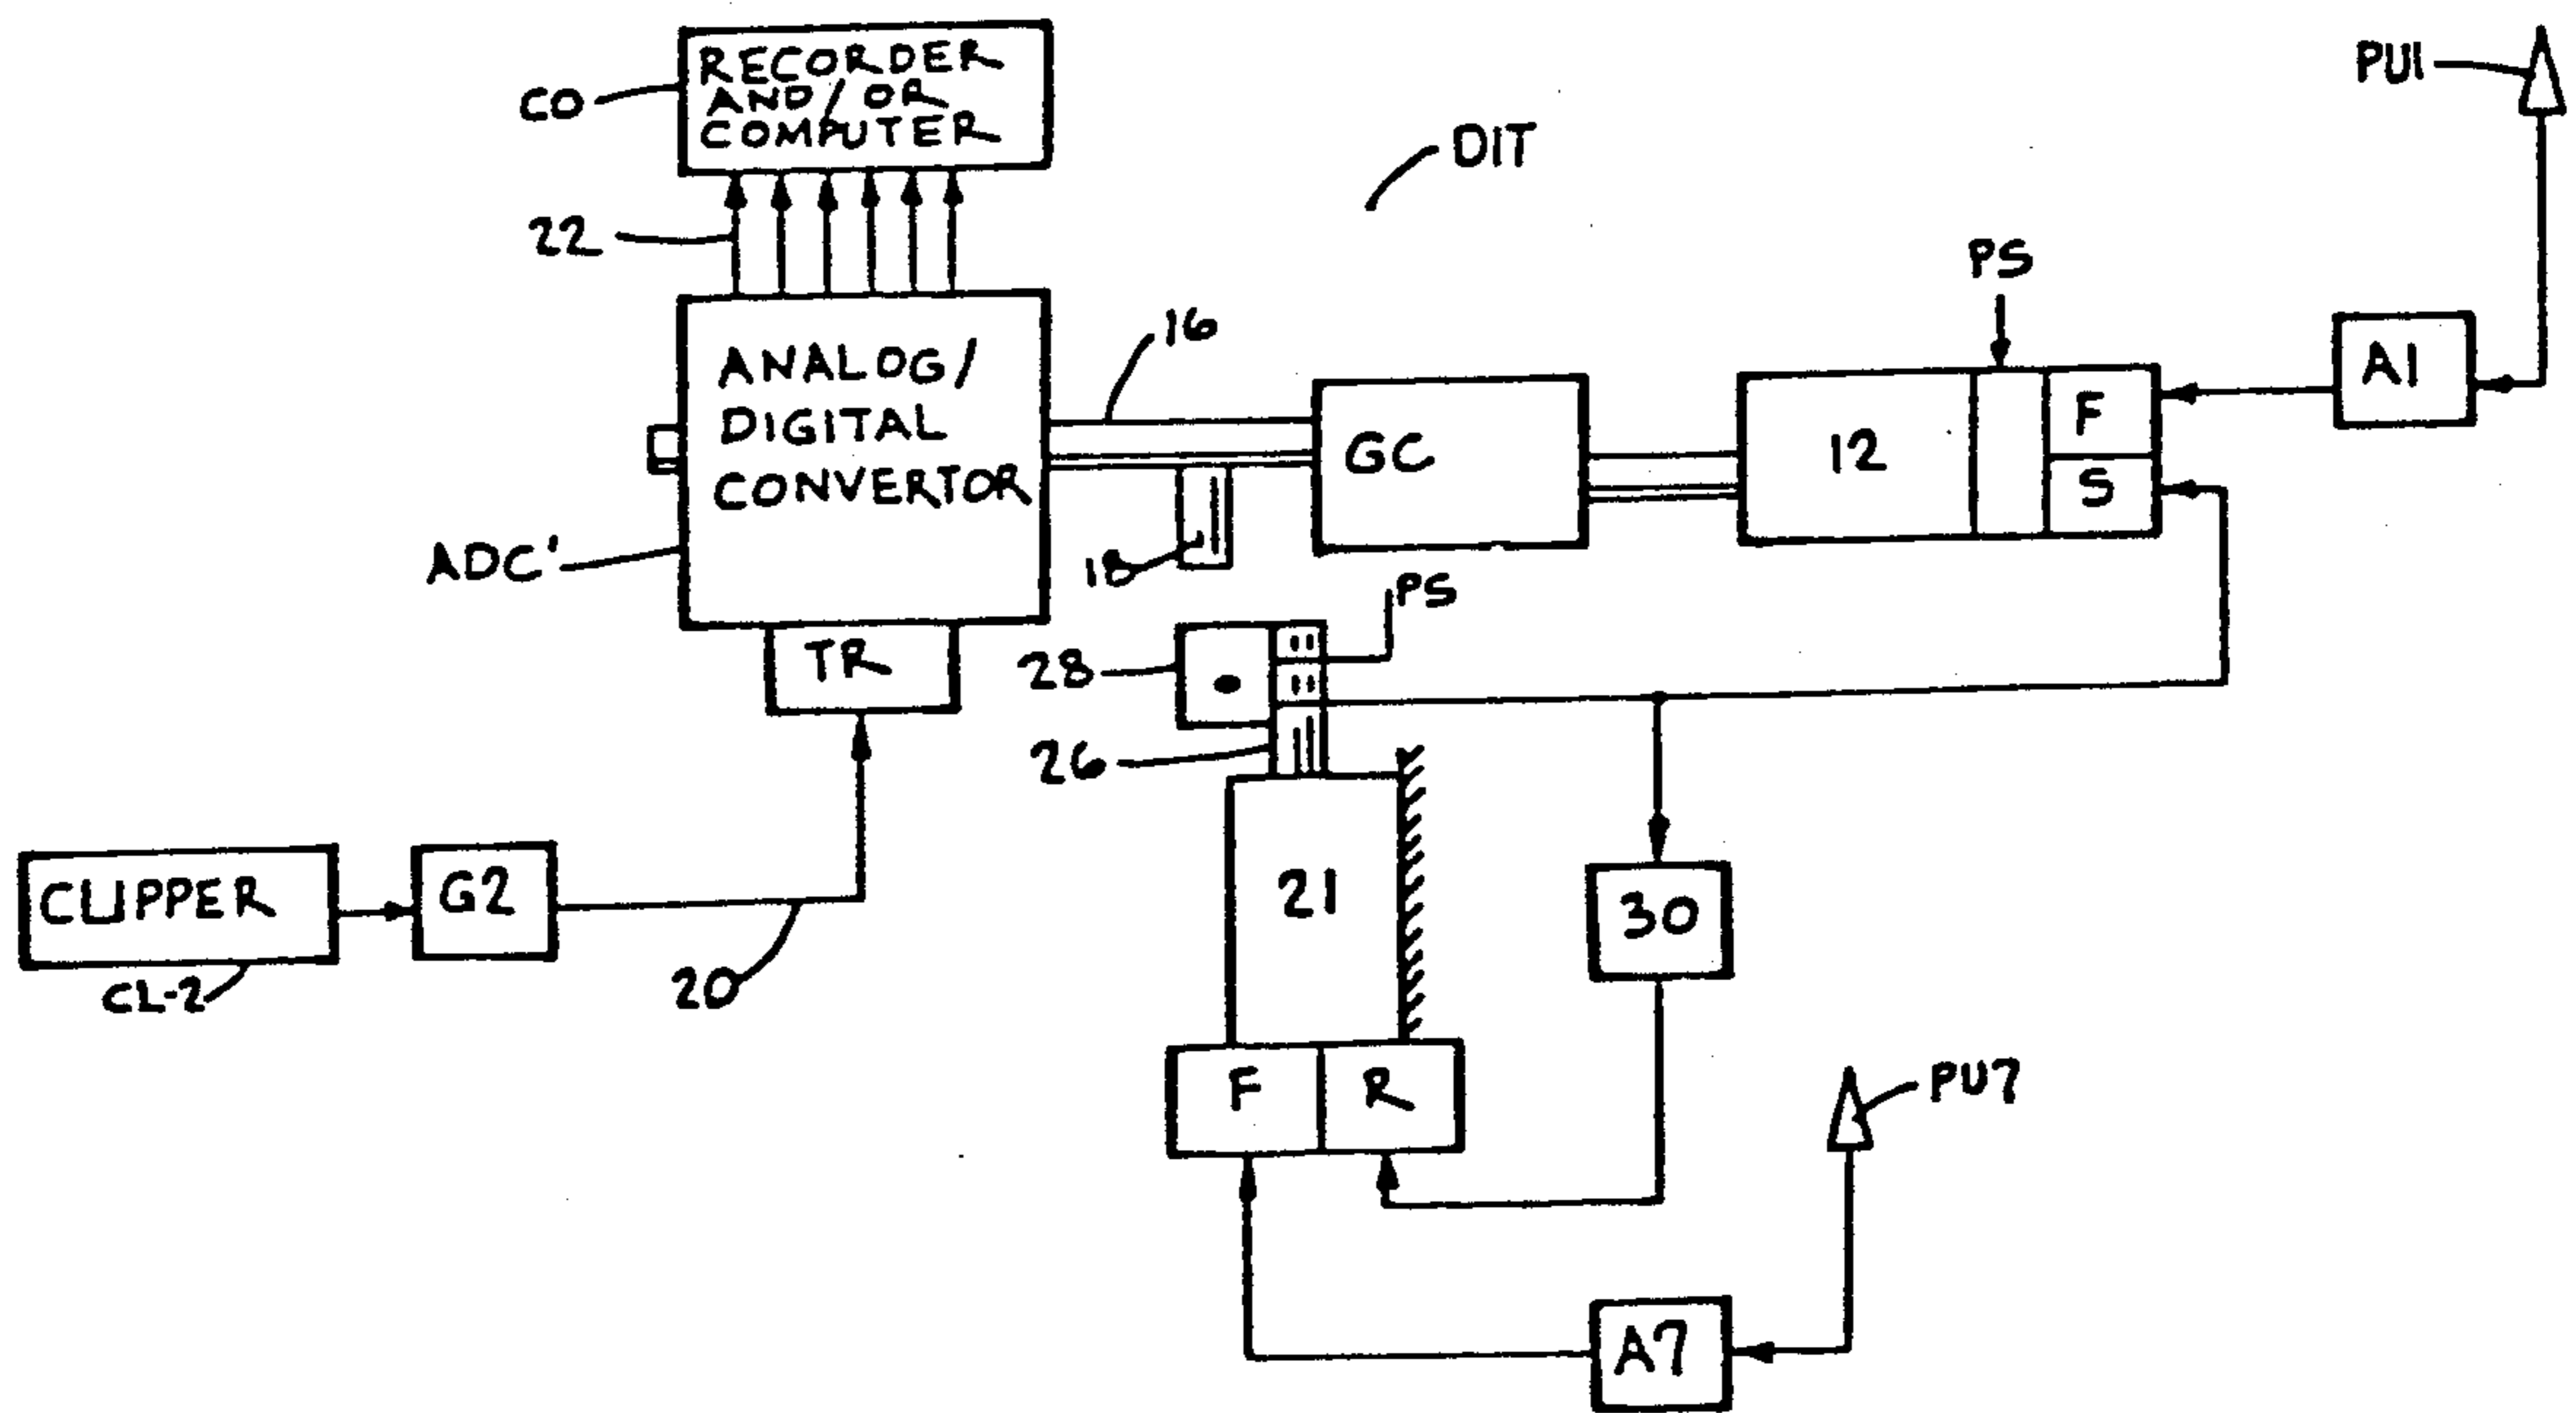 RECORDER
AND/OR
COMPUTER
CO
PU1
DIT
22
PS
16
A1
ANALOG/
DIGITAL
CONVERTOR
GC
12
F
S
ADC'
18
PS
TR
28
26
CLIPPER
G2
21
30
CL-2
20
F
R
PU7
A7